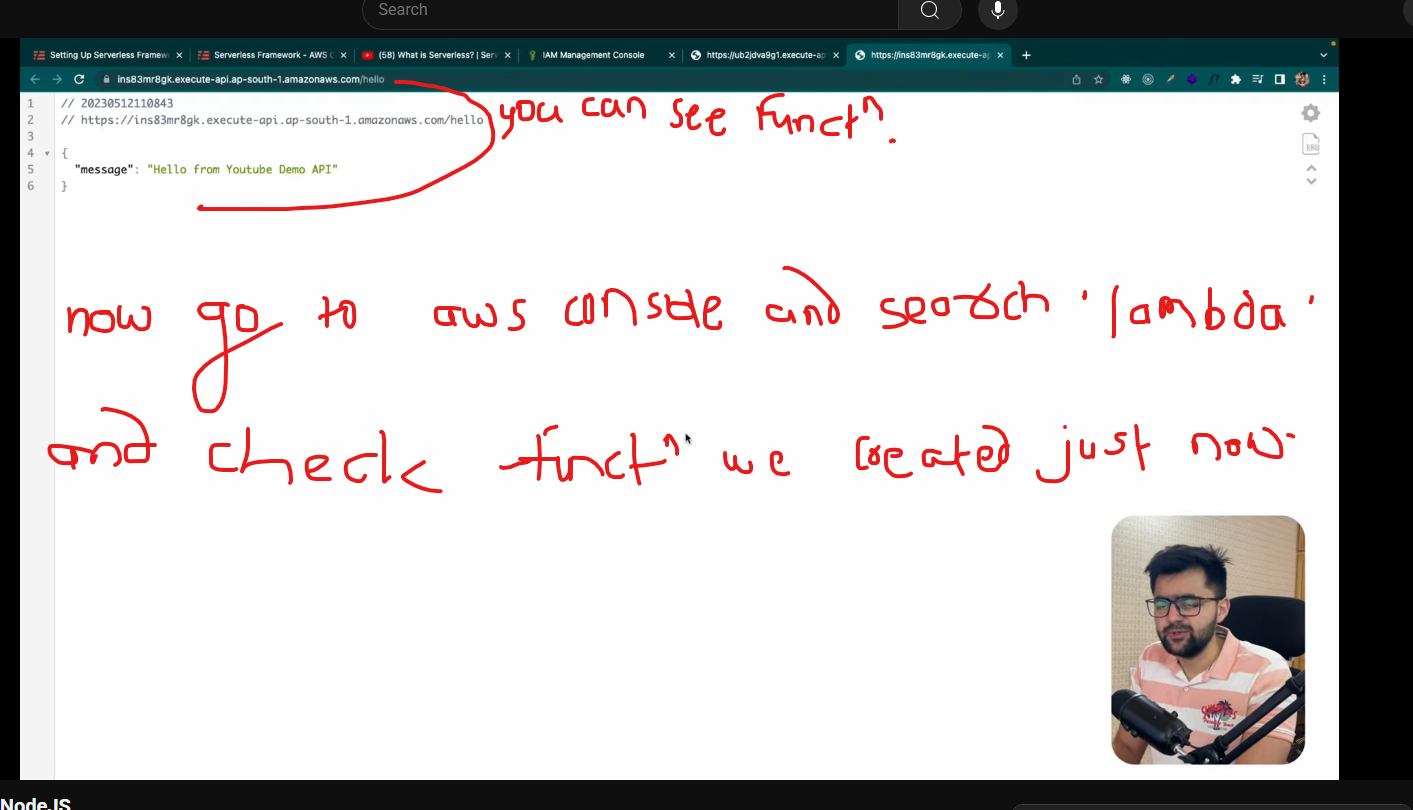 Search
Setting Up Serverless Framew
Serverless Framework - AWS
(58) What is Serverless? | Ser
IAM Management Console
https://ub2jdva9g1.execute-ap
https://ins83mr8gk.execute-ap
ins83mr8gk.execute-api.ap-south-1.amazonaws.com/hello
1 // 20230512110843
2 // https://ins83mr8gk.execute-api.ap-south-1.amazonaws.com/hello
3
4 {
5 "message": "Hello from Youtube Demo API"
6 }
RAW
you can see functⁿ.
now go to aws console and search 'lambda'
and check functⁿ we created just now.
NodeJS